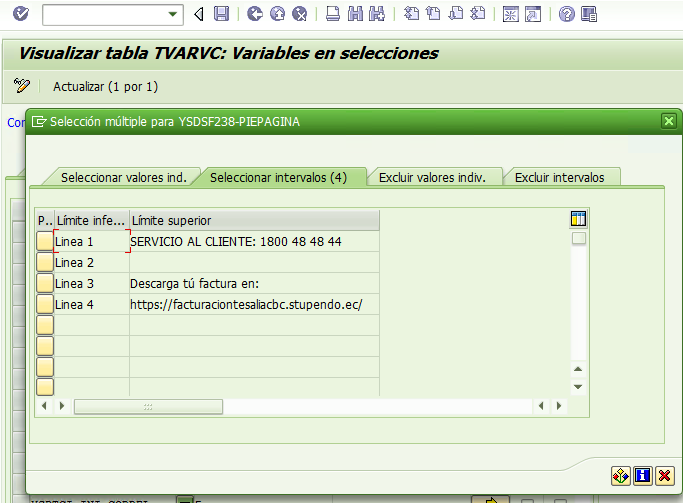 Visualizar tabla TVARVC: Variables en selecciones
Actualizar (1 por 1)
Cor
Selección múltiple para YSDSF238-PIEPAGINA
Seleccionar valores ind.
Seleccionar intervalos (4)
Excluir valores indiv.
Excluir intervalos
P.. Límite infe... Límite superior
Linea 1 SERVICIO AL CLIENTE: 1800 48 48 44
Linea 2
Linea 3 Descarga tú factura en:
Linea 4 https://facturaciontesaliacbc.stupendo.ec/